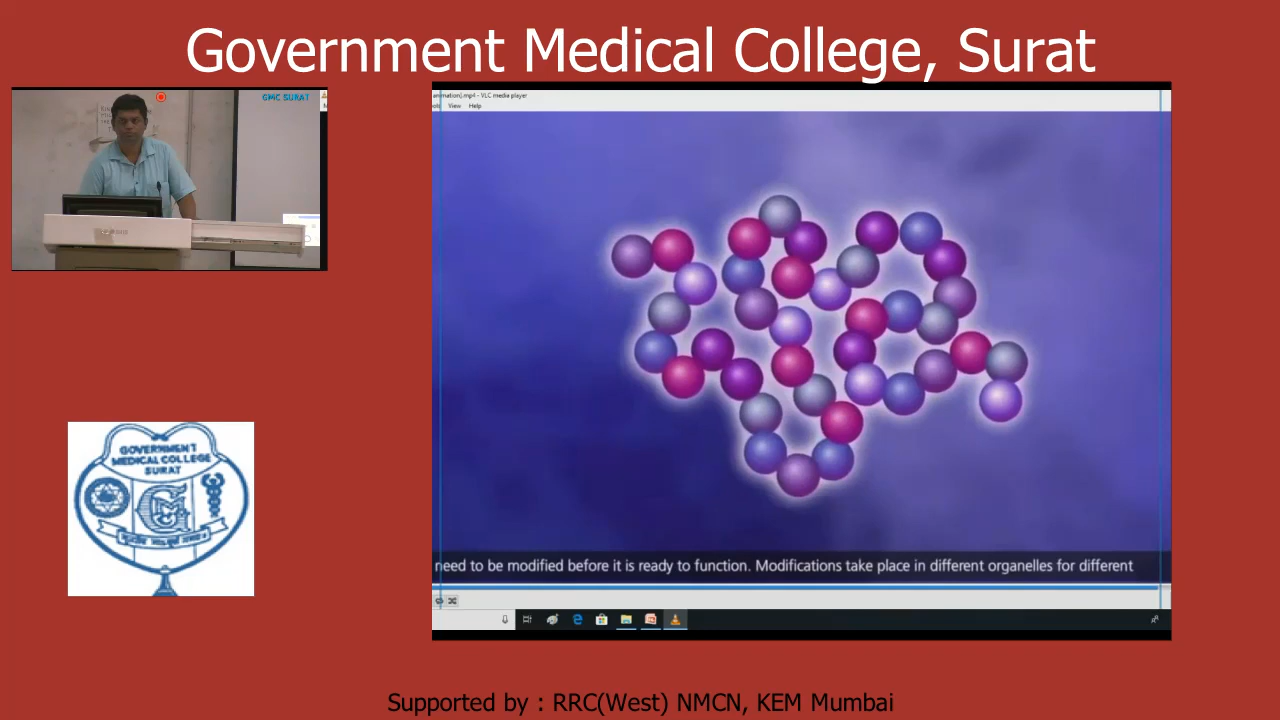 Government Medical College, Surat
GMC SURAT
animation).mp4 - VLC media player
View Help
need to be modified before it is ready to function. Modifications take place in different organelles for different
GOVERNMENT
MEDICAL COLLEGE
SURAT
Supported by : RRC(West) NMCN, KEM Mumbai